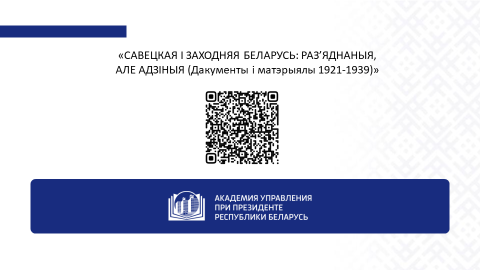 «САВЕЦКАЯ І ЗАХОДНЯЯ БЕЛАРУСЬ: РАЗ’ЯДНАНЫЯ,
АЛЕ АДЗІНЫЯ (Дакументы і матэрыялы 1921-1939)»
АКАДЕМИЯ УПРАВЛЕНИЯ
ПРИ ПРЕЗИДЕНТЕ
РЕСПУБЛИКИ БЕЛАРУСЬ